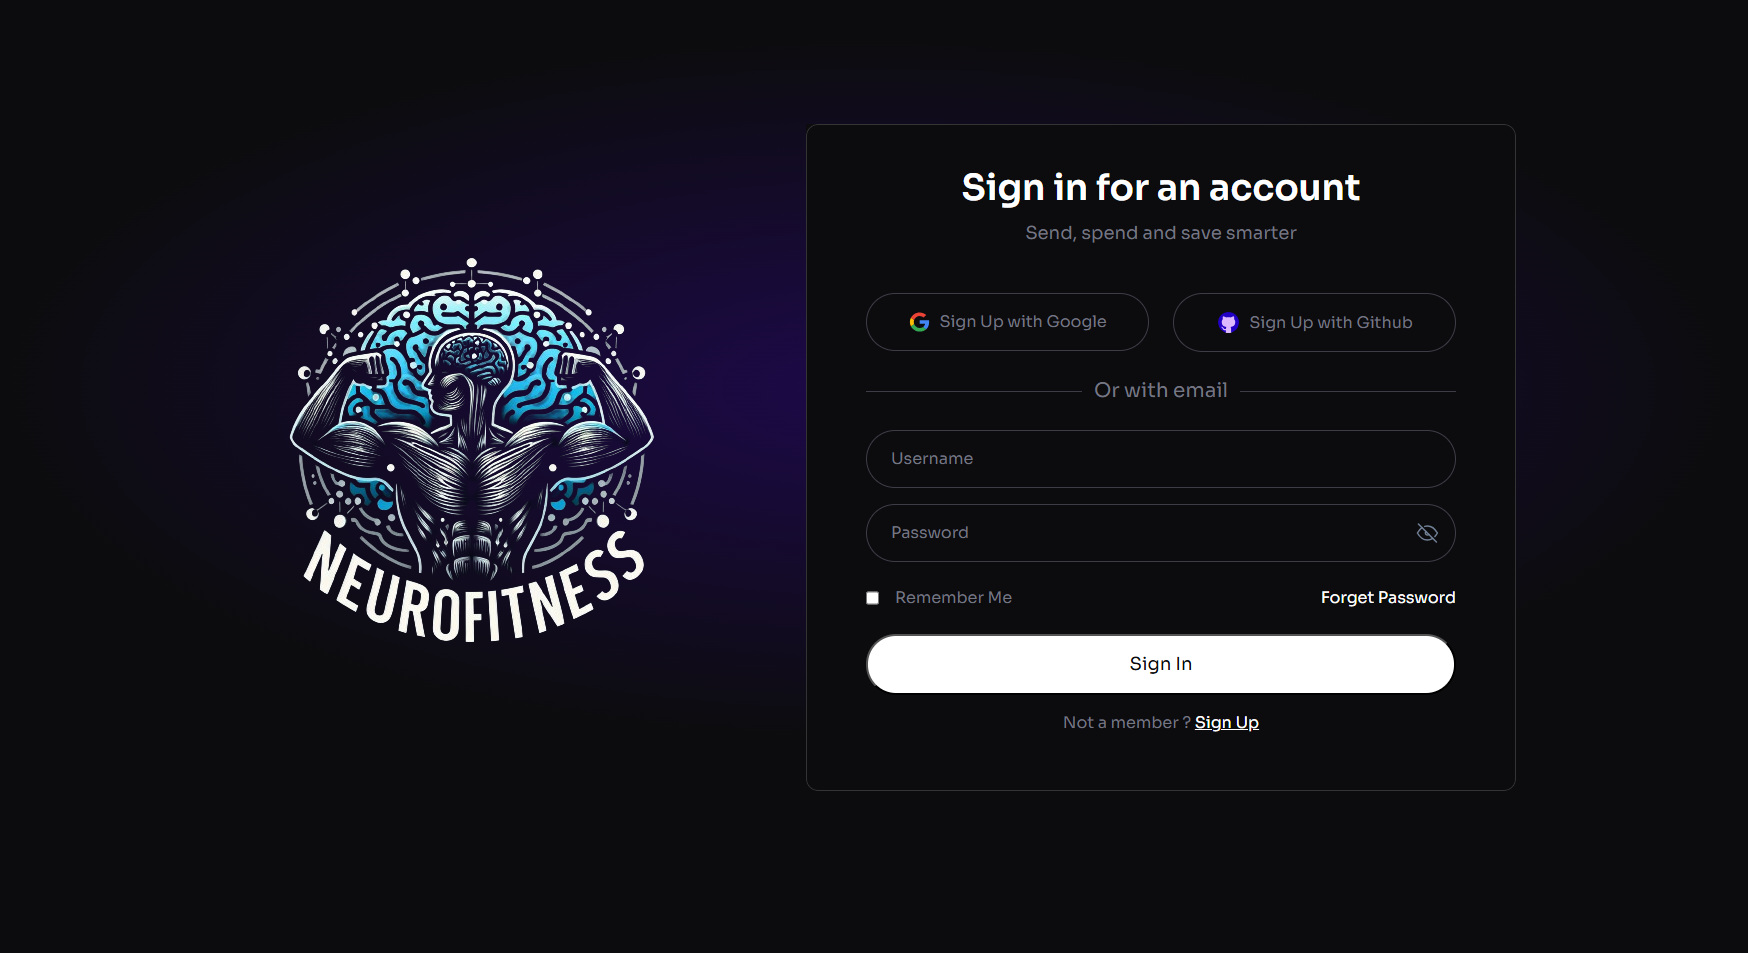 NEUROFITNESS
Sign in for an account
Send, spend and save smarter
Sign Up with Google
Sign Up with Github
Or with email
Username
Password
Remember Me
Forget Password
Sign In
Not a member ? Sign Up